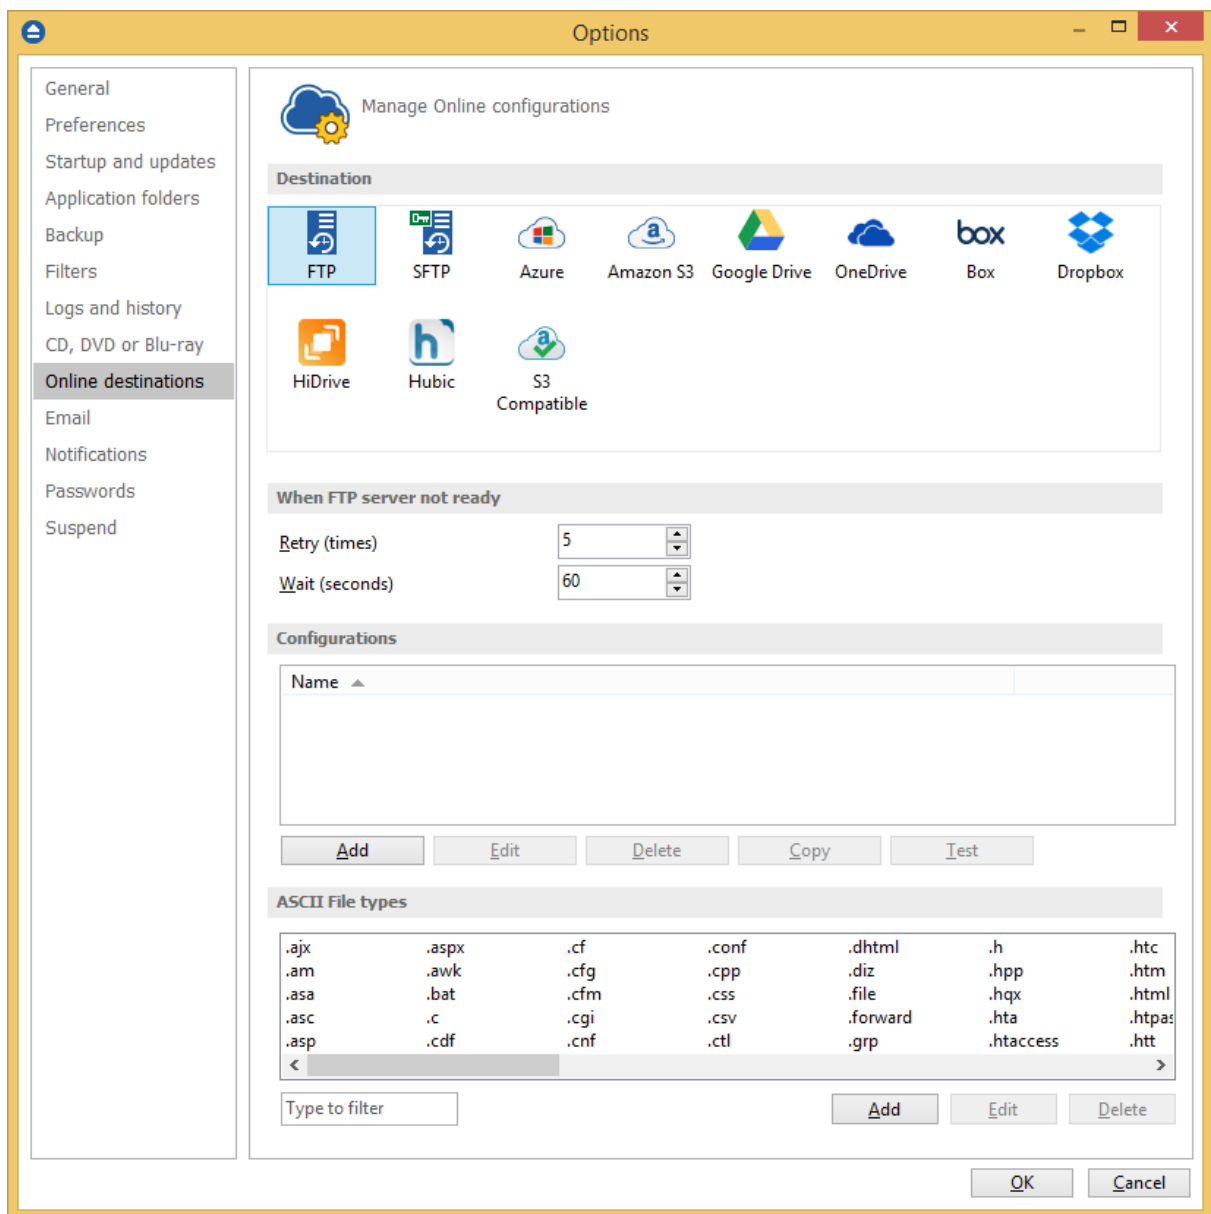 Options
General
Preferences
Startup and updates
Application folders
Backup
Filters
Logs and history
CD, DVD or Blu-ray
Online destinations
Email
Notifications
Passwords
Suspend
Manage Online configurations
Destination
FTP SFTP Azure Amazon S3 Google Drive OneDrive box Box Dropbox
HiDrive Hubic S3
Compatible
When FTP server not ready
Retry (times) 5
Wait (seconds) 60
Configurations
Name
Add Edit Delete Copy Test
ASCII File types
.ajx .aspx .cf .conf .dhtml .h .htc
.am .awk .cfg .cpp .diz .hpp .htm
.asa .bat .cfm .css .file .hqx .html
.asc .c .cgi .csv .forward .hta .htpas
.asp .cdf .cnf .ctl .grp .htaccess .htt
Type to filter Add Edit Delete
OK Cancel